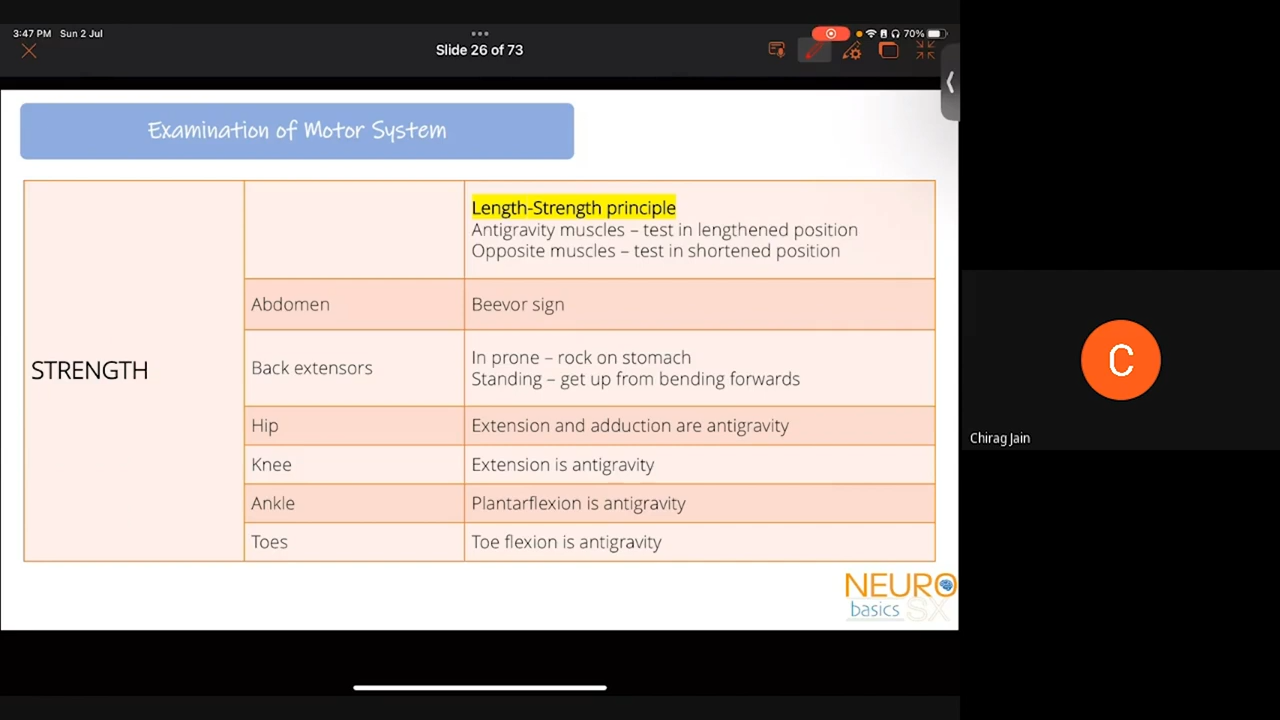 3:47 PM Sun 2 Jul
70%
Slide 26 of 73
Examination of Motor System
Length-Strength principle
Antigravity muscles – test in lengthened position
Opposite muscles – test in shortened position
Abdomen
Beevor sign
STRENGTH
Back extensors
In prone – rock on stomach
Standing – get up from bending forwards
Hip
Extension and adduction are antigravity
Knee
Extension is antigravity
Ankle
Plantarflexion is antigravity
Toes
Toe flexion is antigravity
NEURO
basics SX
C
Chirag Jain